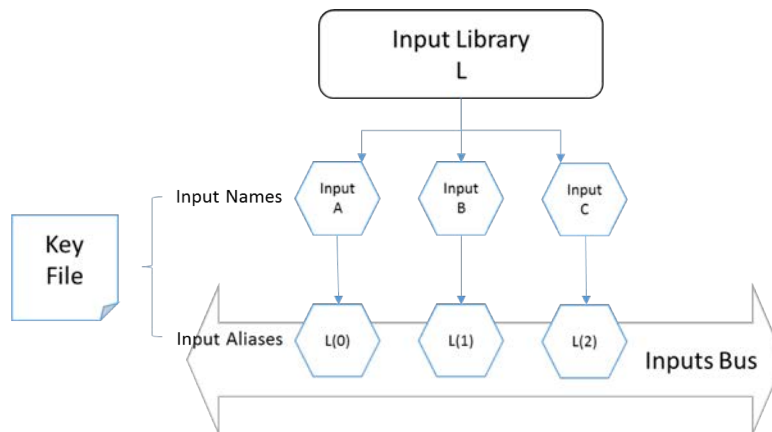 Input Library
L
Input Names
Input
A
Input
B
Input
C
Key
File
Input Aliases
L(0)
L(1)
L(2)
Inputs Bus